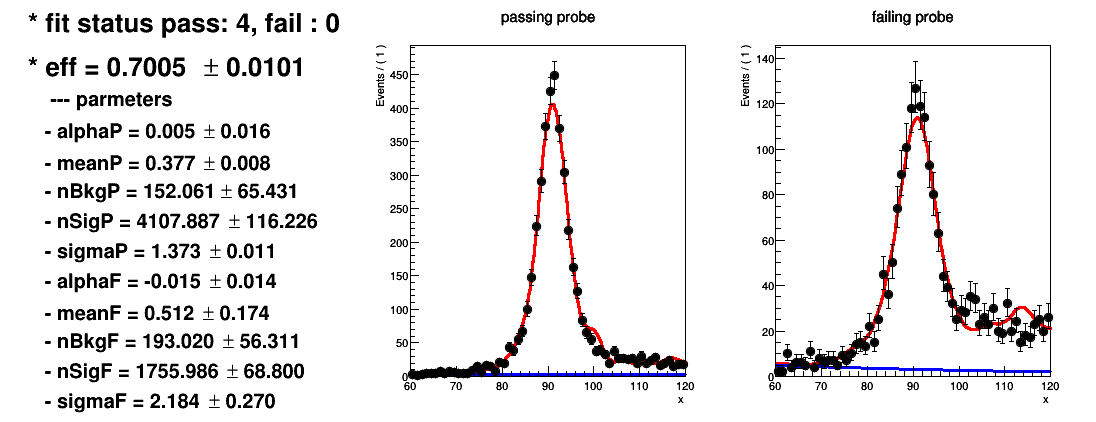 * fit status pass: 4, fail : 0
* eff = 0.7005 ± 0.0101
--- parmeters
- alphaP = 0.005 ± 0.016
- meanP = 0.377 ± 0.008
- nBkgP = 152.061 ± 65.431
- nSigP = 4107.887 ± 116.226
- sigmaP = 1.373 ± 0.011
- alphaF = -0.015 ± 0.014
- meanF = 0.512 ± 0.174
- nBkgF = 193.020 ± 56.311
- nSigF = 1755.986 ± 68.800
- sigmaF = 2.184 ± 0.270
passing probe
Events / ( 1 )
450
400
350
300
250
200
150
100
50
0
60 70 80 90 100 110 120
x
failing probe
Events / ( 1 )
140
120
100
80
60
40
20
0
60 70 80 90 100 110 120
x